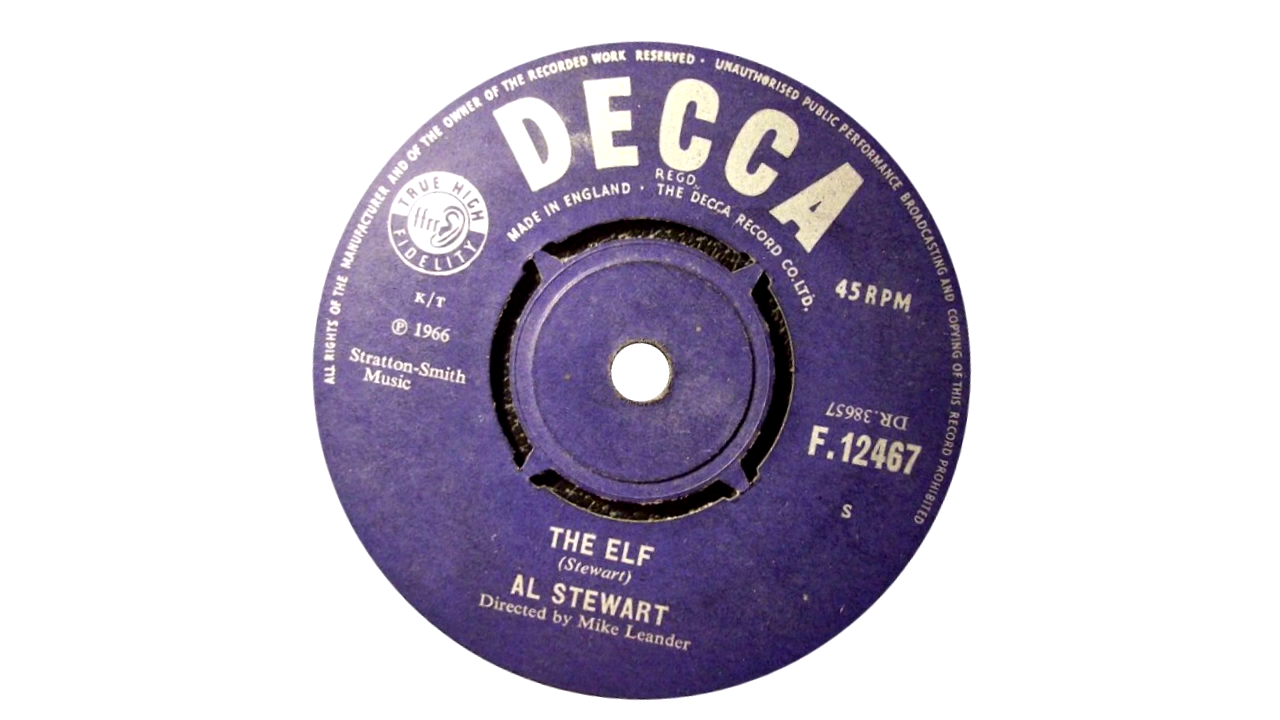 ALL RIGHTS OF THE MANUFACTURER AND OF THE OWNER OF THE RECORDED WORK RESERVED · UNAUTHORISED PUBLIC PERFORMANCE BROADCASTING AND COPYING OF THIS RECORD PROHIBITED
DECCA
REGD.
MADE IN ENGLAND · THE DECCA RECORD CO.LTD.
TRUE HIGH
FIDELITY
K/T
℗ 1966
Stratton-Smith
Music
45 RPM
DR.38657
F.12467
S
THE ELF
(Stewart)
AL STEWART
Directed by Mike Leander